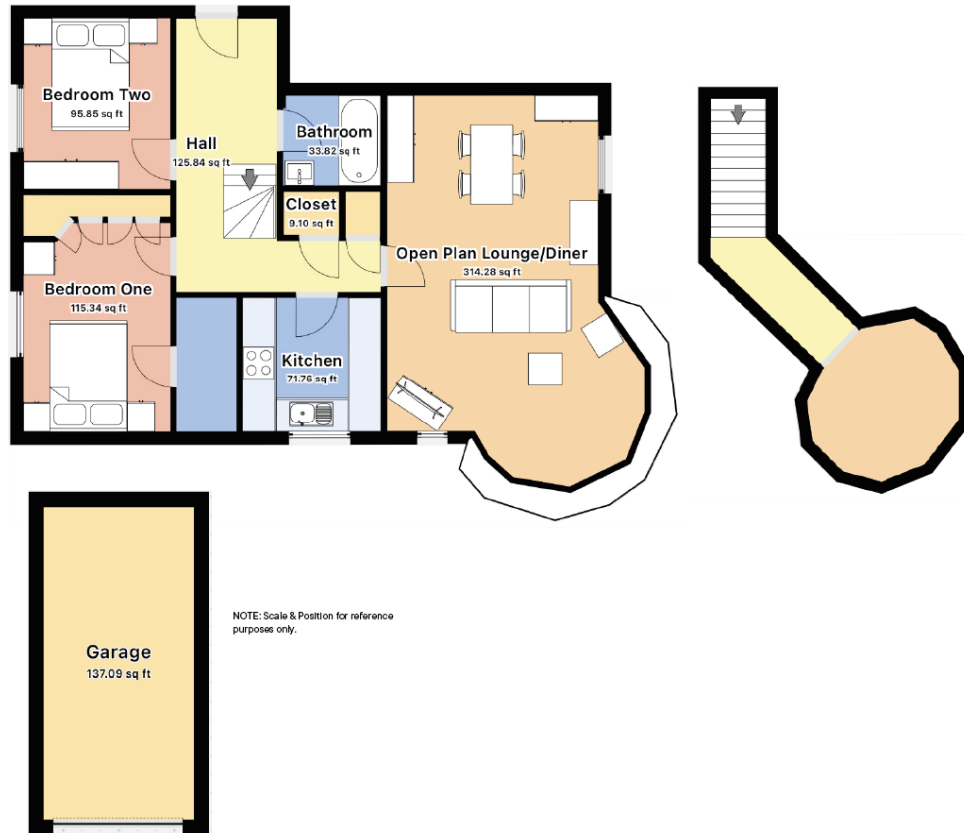 Bedroom Two
95.85 sq ft
Hall
125.84 sq ft
Bathroom
33.82 sq ft
Closet
9.10 sq ft
Open Plan Lounge/Diner
314.28 sq ft
Bedroom One
115.34 sq ft
Kitchen
71.76 sq ft
Garage
137.09 sq ft
NOTE: Scale & Position for reference
purposes only.